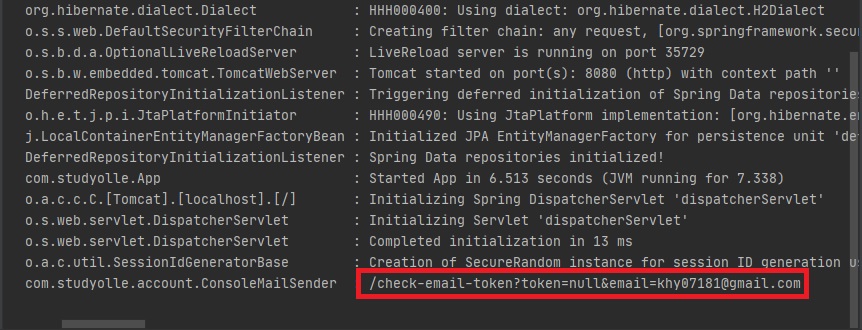 org.hibernate.dialect.Dialect : HHH000400: Using dialect: org.hibernate.dialect.H2Dialect
o.s.s.web.DefaultSecurityFilterChain : Creating filter chain: any request, [org.springframework.secu
o.s.b.d.a.OptionalLiveReloadServer : LiveReload server is running on port 35729
o.s.b.w.embedded.tomcat.TomcatWebServer : Tomcat started on port(s): 8080 (http) with context path ''
DeferredRepositoryInitializationListener : Triggering deferred initialization of Spring Data repositories
o.h.e.t.j.p.i.JtaPlatformInitiator : HHH000490: Using JtaPlatform implementation: [org.hibernate.en
j.LocalContainerEntityManagerFactoryBean : Initialized JPA EntityManagerFactory for persistence unit 'de
DeferredRepositoryInitializationListener : Spring Data repositories initialized!
com.studyolle.App : Started App in 6.513 seconds (JVM running for 7.338)
o.a.c.c.C.[Tomcat].[localhost].[/] : Initializing Spring DispatcherServlet 'dispatcherServlet'
o.s.web.servlet.DispatcherServlet : Initializing Servlet 'dispatcherServlet'
o.s.web.servlet.DispatcherServlet : Completed initialization in 13 ms
o.a.c.util.SessionIdGeneratorBase : Creation of SecureRandom instance for session ID generation us
com.studyolle.account.ConsoleMailSender : /check-email-token?token=null&email=khy07181@gmail.com